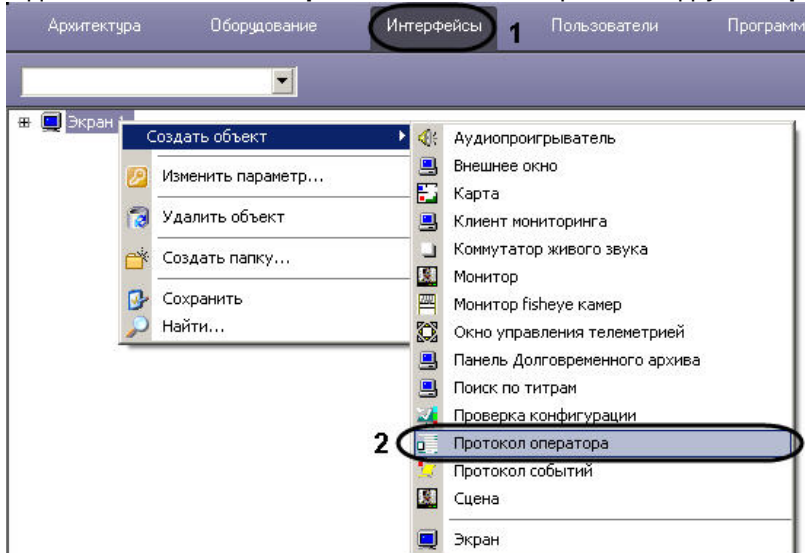 Архитектура Оборудование Интерфейсы 1 Пользователи Программ
Экран 1
Создать объект
Изменить параметр...
Удалить объект
Создать папку...
Сохранить
Найти...
Аудиопроигрыватель
Внешнее окно
Карта
Клиент мониторинга
Коммутатор живого звука
Монитор
Монитор fisheye камер
Окно управления телеметрией
Панель Долговременного архива
Поиск по титрам
Проверка конфигурации
2 Протокол оператора
Протокол событий
Сцена
Экран